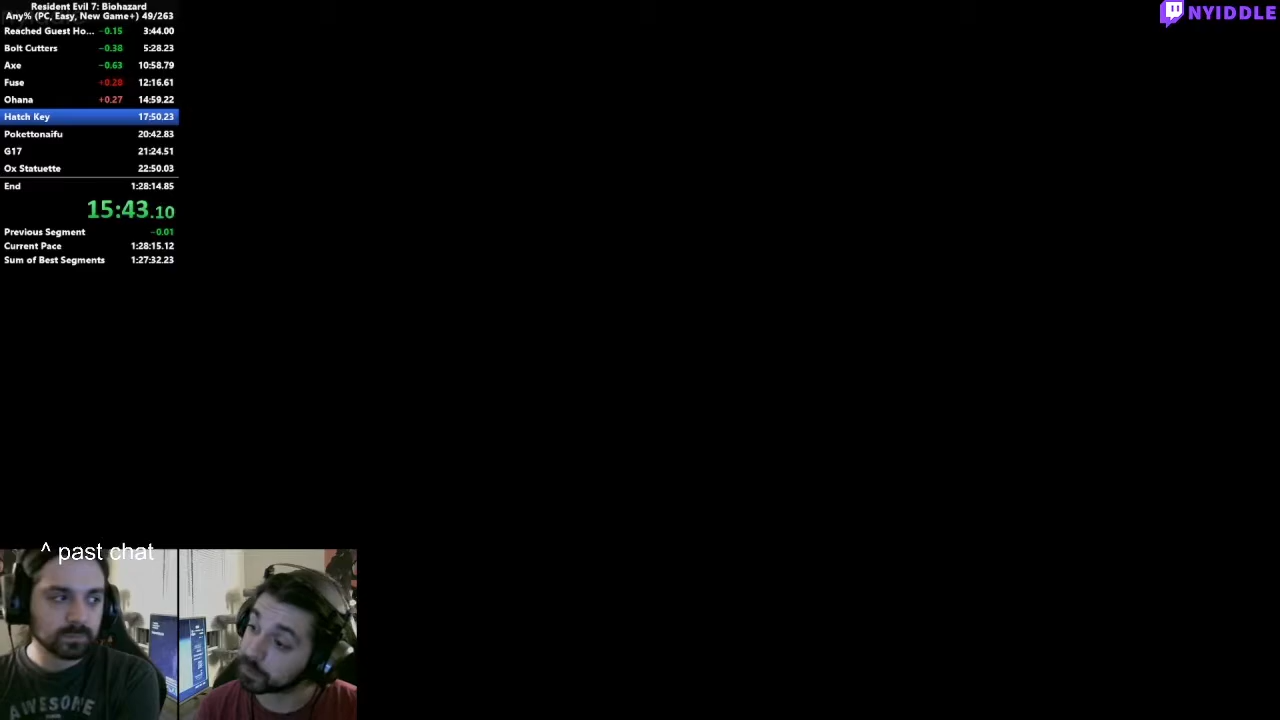 Resident Evil 7: Biohazard
Any% (PC, Easy, New Game+) 49/263
Reached Guest Ho... −0.15 3:44.00
Bolt Cutters −0.38 5:28.23
Axe −0.63 10:58.79
Fuse +0.20 12:16.61
Ohana +0.27 14:59.22
Hatch Key 17:50.23
Pokettonaifu 20:42.83
G17 21:24.51
Ox Statuette 22:50.03
End 1:28:14.85
15:43.10
Previous Segment −0.01
Current Pace 1:28:15.12
Sum of Best Segments 1:27:32.23
NYIDDLE
^ past chat
AWESOME